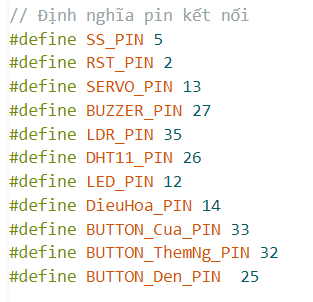 // Định nghĩa pin kết nối
#define SS_PIN 5
#define RST_PIN 2
#define SERVO_PIN 13
#define BUZZER_PIN 27
#define LDR_PIN 35
#define DHT11_PIN 26
#define LED_PIN 12
#define DieuHoa_PIN 14
#define BUTTON_Cua_PIN 33
#define BUTTON_ThemNg_PIN 32
#define BUTTON_Den_PIN  25